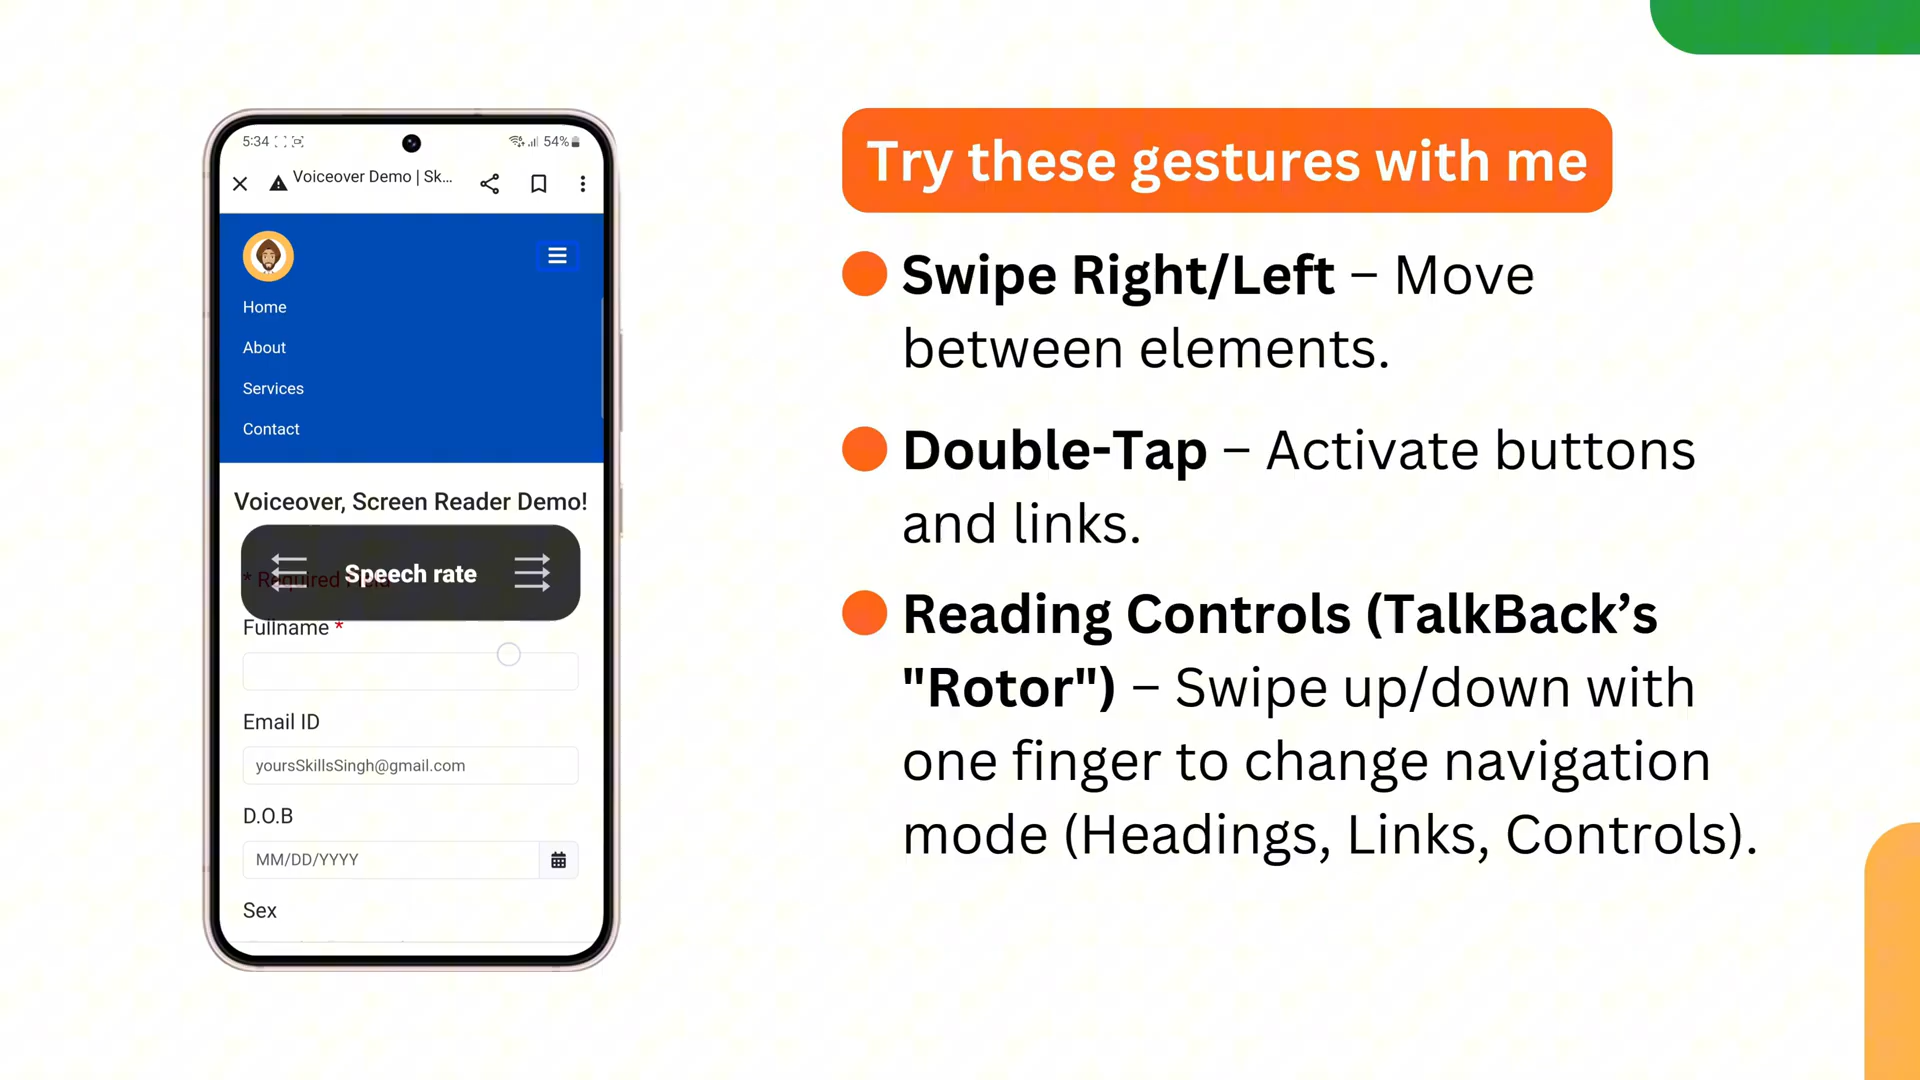 5:34
54%
Voiceover Demo | Sk...
Home
About
Services
Contact
Voiceover, Screen Reader Demo!
* Required Field
Speech rate
Fullname *
Email ID
yoursSkillsSingh@gmail.com
D.O.B
MM/DD/YYYY
Sex
Try these gestures with me
Swipe Right/Left – Move
between elements.
Double-Tap – Activate buttons
and links.
Reading Controls (TalkBack’s
"Rotor") – Swipe up/down with
one finger to change navigation
mode (Headings, Links, Controls).